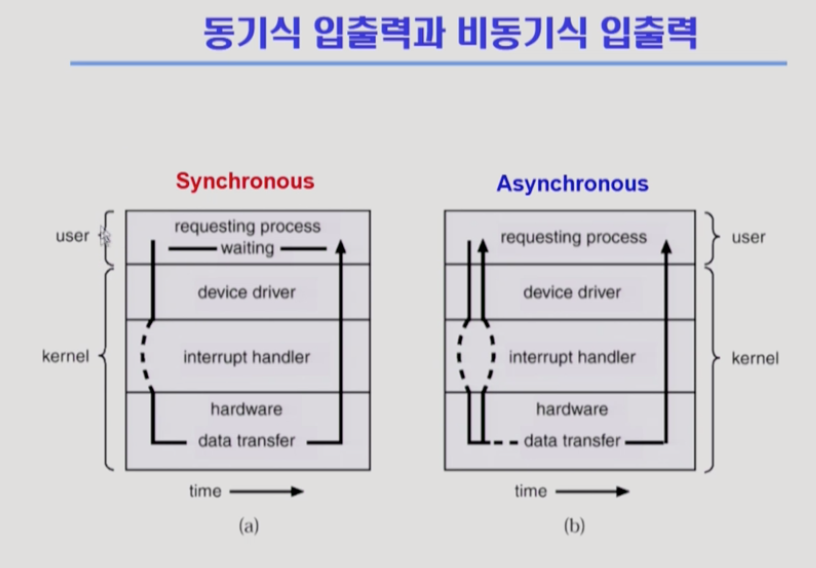 동기식 입출력과 비동기식 입출력
Synchronous
requesting process
waiting
device driver
interrupt handler
hardware
data transfer
user
kernel
time
(a)
Asynchronous
requesting process
device driver
interrupt handler
hardware
data transfer
user
kernel
time
(b)